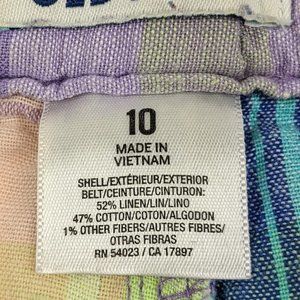 10
MADE IN
VIETNAM
SHELL/EXTÉRIEUR/EXTERIOR
BELT/CEINTURE/CINTURON:
52% LINEN/LIN/LINO
47% COTTON/COTON/ALGODON
1% OTHER FIBERS/AUTRES FIBRES/
OTRAS FIBRAS
RN 54023 / CA 17897